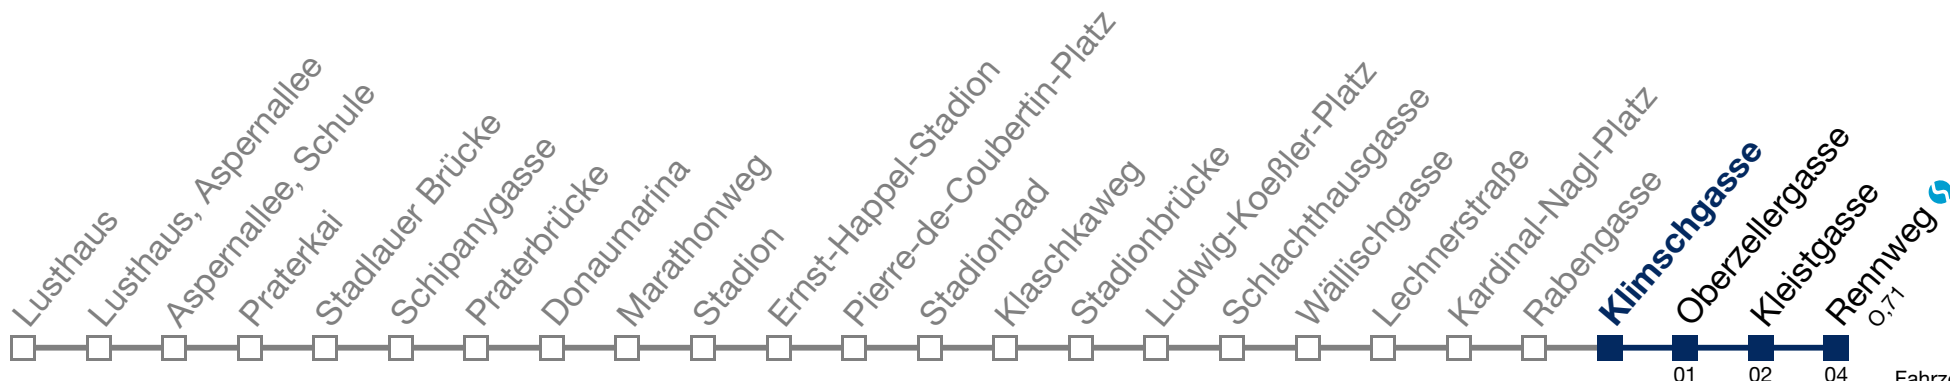 Lusthaus
Lusthaus, Aspernallee
Aspernallee, Schule
Praterkai
Stadlauer Brücke
Schipanygasse
Praterbrücke
Donaumarina
Marathonweg
Stadion
Ernst-Happel-Stadion
Pierre-de-Coubertin-Platz
Stadionbad
Klaschkaweg
Stadionbrücke
Ludwig-Koeßler-Platz
Schlachthausgasse
Wällischgasse
Lechnerstraße
Kardinal-Nagl-Platz
Rabengasse
Klimschgasse
Oberzellergasse
Kleistgasse
Rennweg
O,71
01 02 04